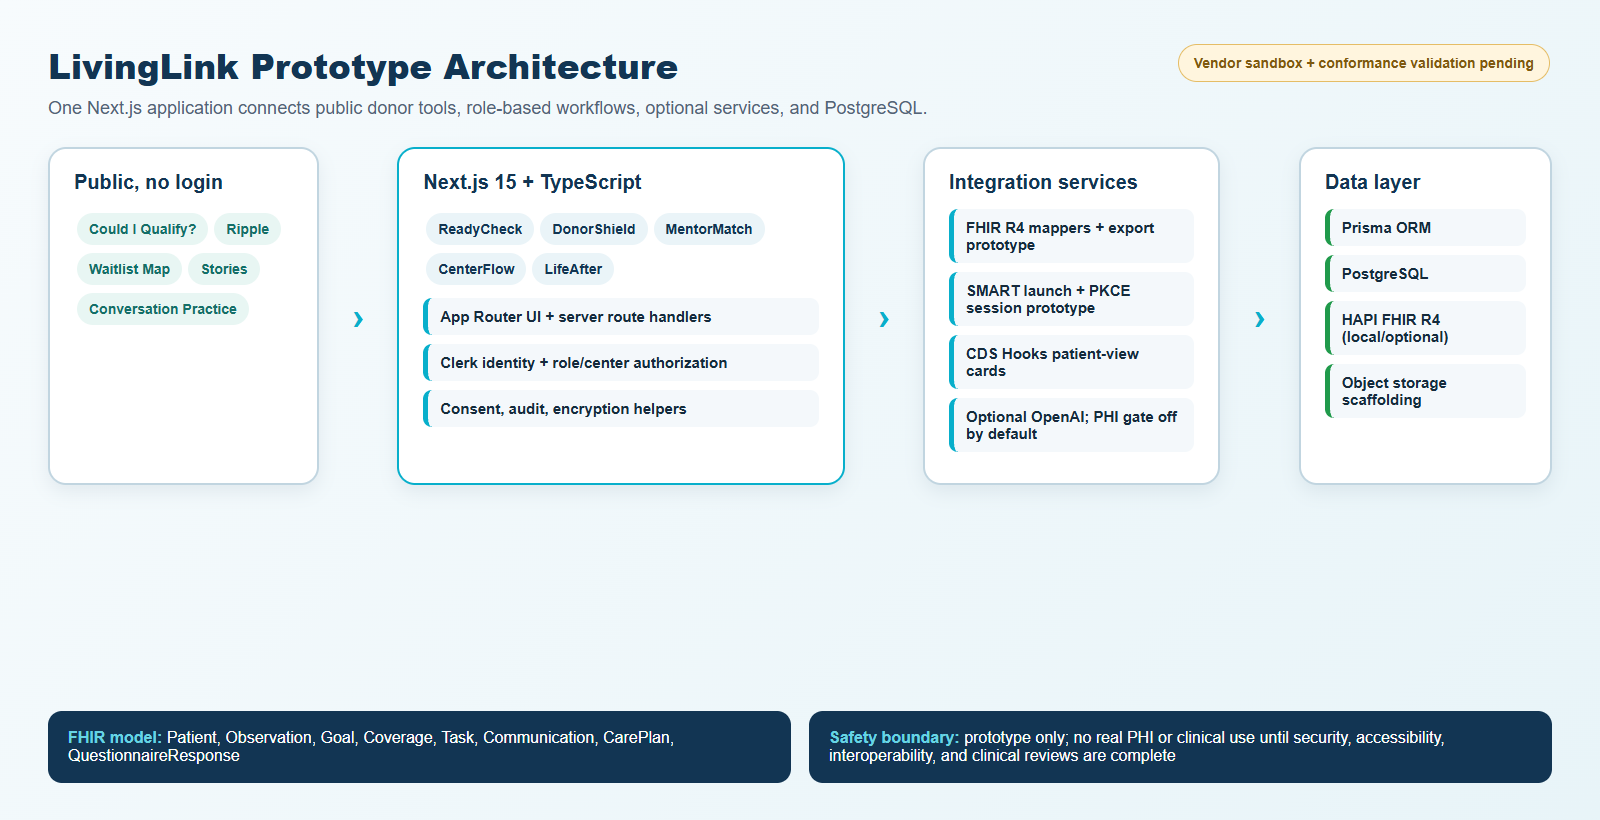 LivingLink Prototype Architecture
Vendor sandbox + conformance validation pending
One Next.js application connects public donor tools, role-based workflows, optional services, and PostgreSQL.
Public, no login
Could I Qualify?
Ripple
Waitlist Map
Stories
Conversation Practice
›
Next.js 15 + TypeScript
ReadyCheck
DonorShield
MentorMatch
CenterFlow
LifeAfter
App Router UI + server route handlers
Clerk identity + role/center authorization
Consent, audit, encryption helpers
›
Integration services
FHIR R4 mappers + export
prototype
SMART launch + PKCE
session prototype
CDS Hooks patient-view
cards
Optional OpenAI; PHI gate off
by default
›
Data layer
Prisma ORM
PostgreSQL
HAPI FHIR R4
(local/optional)
Object storage
scaffolding
FHIR model: Patient, Observation, Goal, Coverage, Task, Communication, CarePlan,
QuestionnaireResponse
Safety boundary: prototype only; no real PHI or clinical use until security, accessibility,
interoperability, and clinical reviews are complete